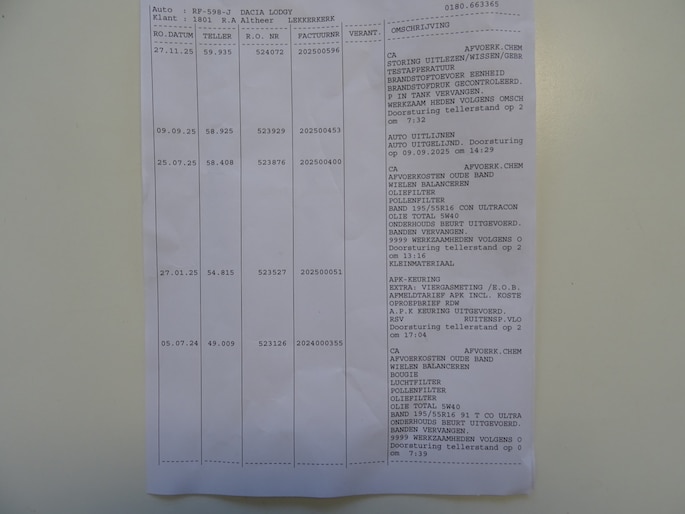 0180.663365
Auto : RF-598-J DACIA LODGY
Klant : 1801 R.A Altheer LEKKERKERK
RO.DATUM TELLER R.O. NR FACTUURNR VERANT. OMSCHRIJVING
27.11.25 59.935 524072 202500596 CA AFVOERK.CHEM
STORING UITLEZEN/WISSEN/GEBR
TESTAPPERATUUR
BRANDSTOFTOEVOER EENHEID
BRANDSTOFDRUK GECONTROLEERD.
P IN TANK VERVANGEN.
WERKZAAM HEDEN VOLGENS OMSCH
Doorsturing tellerstand op 2
om 7:32
09.09.25 58.925 523929 202500453 AUTO UITLIJNEN
AUTO UITGELIJND. Doorsturing
op 09.09.2025 om 14:29
25.07.25 58.408 523876 202500400 CA AFVOERK.CHEM
AFVOERKOSTEN OUDE BAND
WIELEN BALANCEREN
OLIEFILTER
POLLENFILTER
BAND 195/55R16 CON ULTRACON
OLIE TOTAL 5W40
ONDERHOUDS BEURT UITGEVOERD.
BANDEN VERVANGEN.
9999 WERKZAAMHEDEN VOLGENS O
Doorsturing tellerstand op 2
om 13:16
KLEINMATERIAAL
27.01.25 54.815 523527 202500051 APK-KEURING
EXTRA: VIERGASMETING /E.O.B.
AFMELDTARIEF APK INCL. KOSTE
OPROEPBRIEF RDW
A.P.K KEURING UITGEVOERD.
RSV RUITENSP.VLO
Doorsturing tellerstand op 2
om 17:04
05.07.24 49.009 523126 2024000355 CA AFVOERK.CHEM
AFVOERKOSTEN OUDE BAND
WIELEN BALANCEREN
BOUGIE
LUCHTFILTER
POLLENFILTER
OLIEFILTER
OLIE TOTAL 5W40
BAND 195/55R16 91 T CO ULTRA
ONDERHOUDS BEURT UITGEVOERD.
BANDEN VERVANGEN.
9999 WERKZAAMHEDEN VOLGENS O
Doorsturing tellerstand op 0
om 7:39